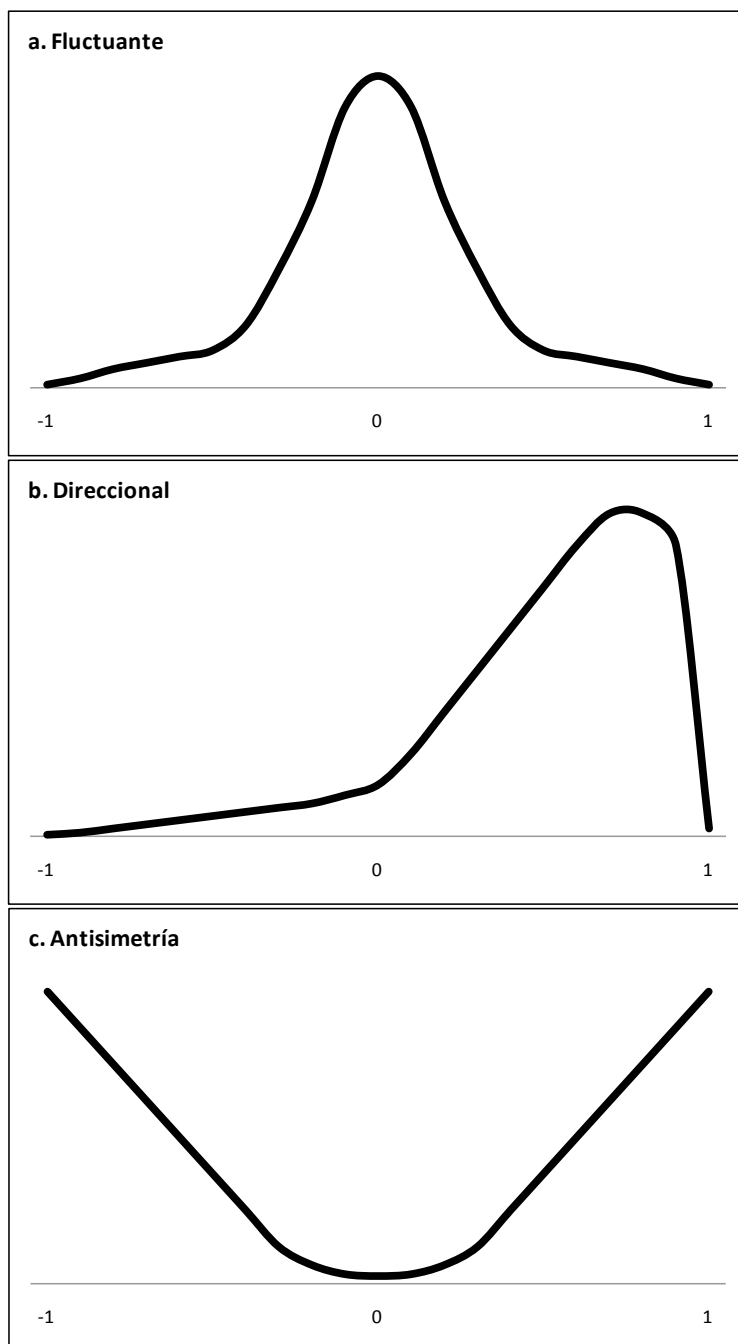 a. Fluctuante
-1 0 1
b. Direccional
-1 0 1
c. Antisimetría
-1 0 1